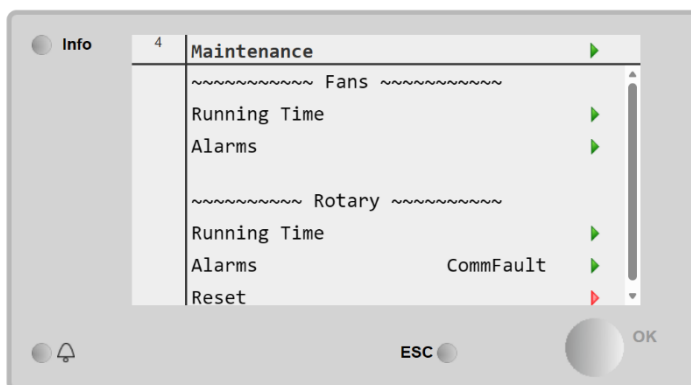 Info
4 Maintenance
~~~~~~~~~~~ Fans ~~~~~~~~~~~
Running Time
Alarms
~~~~~~~~~~ Rotary ~~~~~~~~~~
Running Time
Alarms CommFault
Reset
ESC
OK